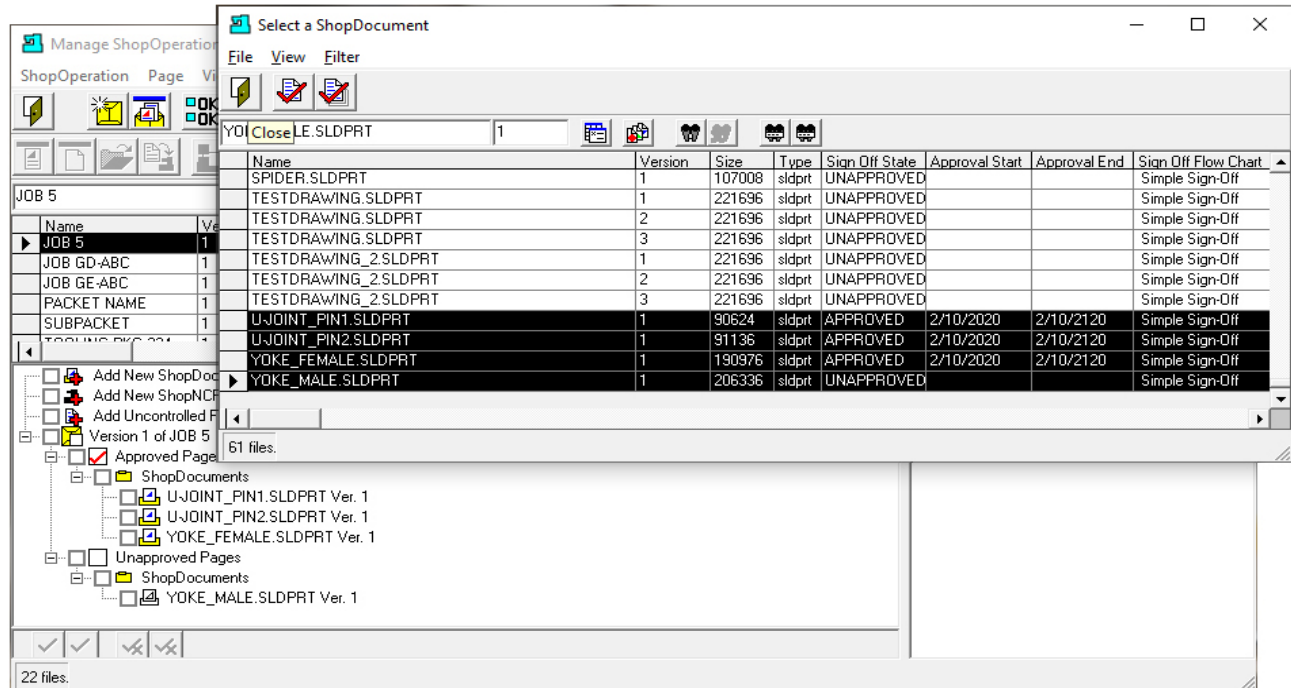 Select a ShopDocument
File View Filter
Close
LE.SLDPRT 1
Name Version Size Type Sign Off State Approval Start Approval End Sign Off Flow Chart
SPIDER.SLDPRT 1 107008 sldprt UNAPPROVED Simple Sign-Off
TESTDRAWING.SLDPRT 1 221696 sldprt UNAPPROVED Simple Sign-Off
TESTDRAWING.SLDPRT 2 221696 sldprt UNAPPROVED Simple Sign-Off
TESTDRAWING.SLDPRT 3 221696 sldprt UNAPPROVED Simple Sign-Off
TESTDRAWING_2.SLDPRT 1 221696 sldprt UNAPPROVED Simple Sign-Off
TESTDRAWING_2.SLDPRT 2 221696 sldprt UNAPPROVED Simple Sign-Off
TESTDRAWING_2.SLDPRT 3 221696 sldprt UNAPPROVED Simple Sign-Off
U-JOINT_PIN1.SLDPRT 1 90624 sldprt APPROVED 2/10/2020 2/10/2120 Simple Sign-Off
U-JOINT_PIN2.SLDPRT 1 91136 sldprt APPROVED 2/10/2020 2/10/2120 Simple Sign-Off
YOKE_FEMALE.SLDPRT 1 190976 sldprt APPROVED 2/10/2020 2/10/2120 Simple Sign-Off
YOKE_MALE.SLDPRT 1 206336 sldprt UNAPPROVED Simple Sign-Off
61 files.
Manage ShopOperation
ShopOperation Page Vi
OK
OK
JOB 5
Name Ve
JOB 5 1
JOB GD-ABC 1
JOB GE-ABC 1
PACKET NAME 1
SUBPACKET 1
Add New ShopDoc
Add New ShopNCF
Add Uncontrolled F
Version 1 of JOB 5
Approved Page
ShopDocuments
U-JOINT_PIN1.SLDPRT Ver. 1
U-JOINT_PIN2.SLDPRT Ver. 1
YOKE_FEMALE.SLDPRT Ver. 1
Unapproved Pages
ShopDocuments
YOKE_MALE.SLDPRT Ver. 1
22 files.